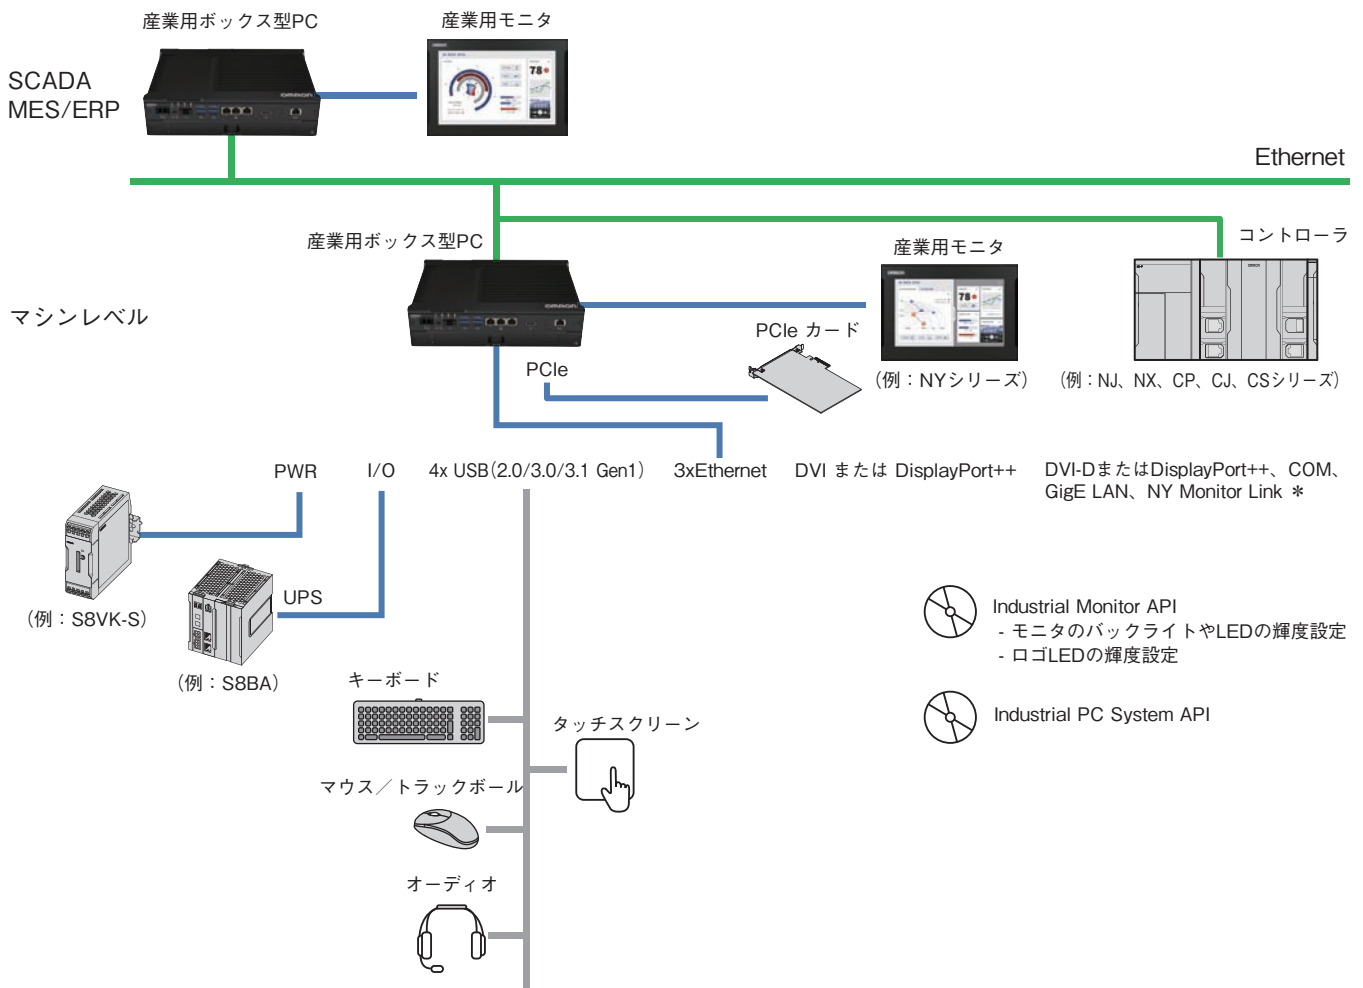 産業用ボックス型PC
産業用モニタ
SCADA
MES/ERP
OMRON
78
Ethernet
産業用ボックス型PC
産業用モニタ
コントローラ
マシンレベル
OMRON
78
PCIe カード
PCIe
(例：NYシリーズ)
(例：NJ、NX、CP、CJ、CSシリーズ)
PWR
I/O
4x USB(2.0/3.0/3.1 Gen1)
3xEthernet
DVI または DisplayPort++
DVI-DまたはDisplayPort++、COM、
GigE LAN、NY Monitor Link ＊
(例：S8VK-S)
UPS
(例：S8BA)
Industrial Monitor API
- モニタのバックライトやLEDの輝度設定
- ロゴLEDの輝度設定
Industrial PC System API
キーボード
タッチスクリーン
マウス／トラックボール
オーディオ